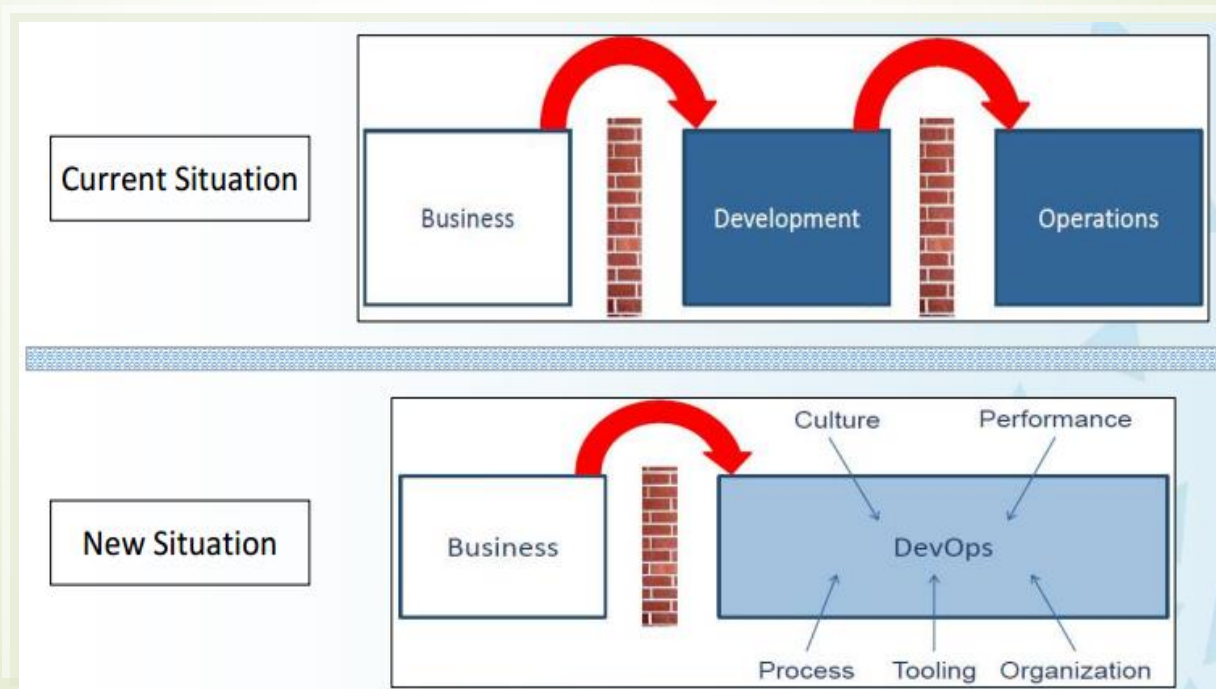 Current Situation
Business
Development
Operations
New Situation
Culture
Performance
Business
DevOps
Process
Tooling
Organization